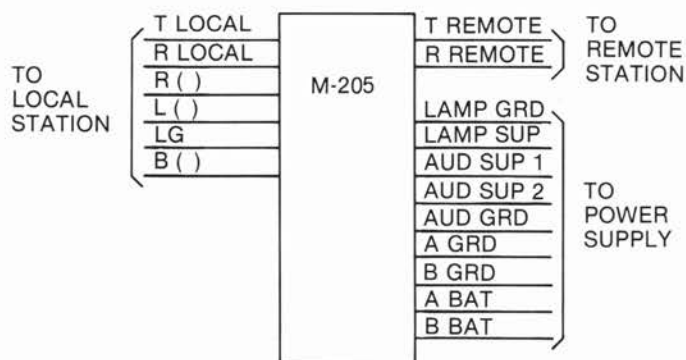 TO
LOCAL
STATION
T LOCAL
R LOCAL
R ( )
L ( )
LG
B ( )
M-205
T REMOTE
R REMOTE
TO
REMOTE
STATION
LAMP GRD
LAMP SUP
AUD SUP 1
AUD SUP 2
AUD GRD
A GRD
B GRD
A BAT
B BAT
TO
POWER
SUPPLY